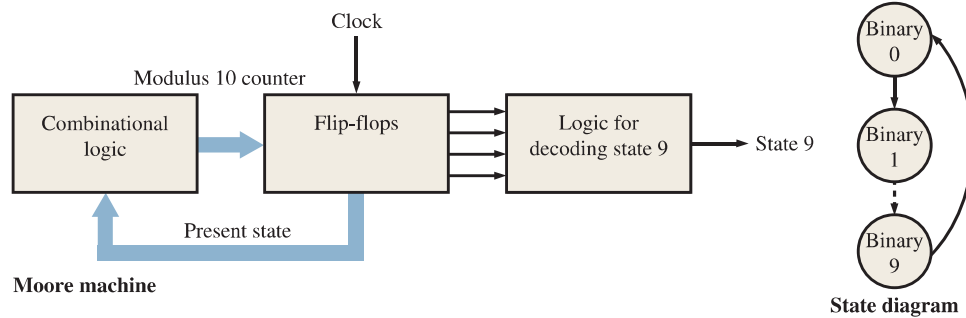 Clock
Modulus 10 counter
Combinational
logic
Flip-flops
Logic for
decoding state 9
State 9
Present state
Moore machine
Binary
0
Binary
1
Binary
9
State diagram